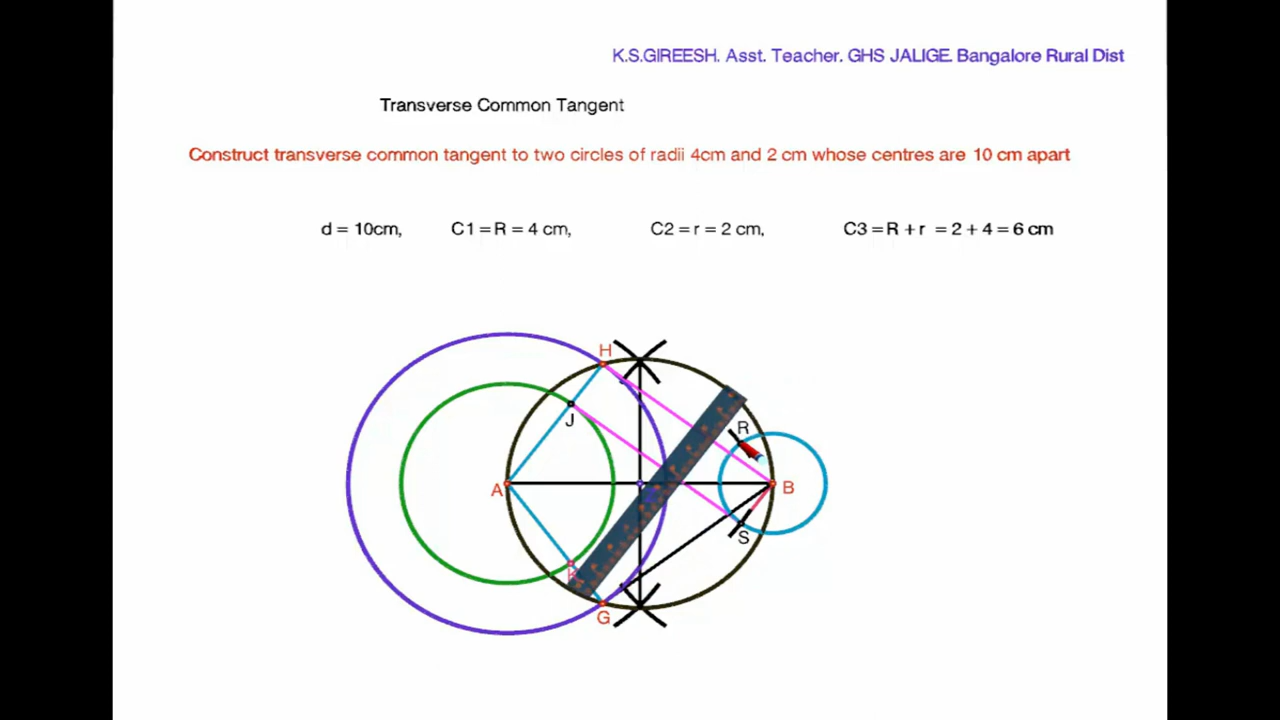 K.S.GIREESH. Asst. Teacher. GHS JALIGE. Bangalore Rural Dist
Transverse Common Tangent
Construct transverse common tangent to two circles of radii 4cm and 2 cm whose centres are 10 cm apart
d = 10cm, C1 = R = 4 cm, C2 = r = 2 cm, C3 = R + r = 2 + 4 = 6 cm
H
J
R
A
B
S
K
G